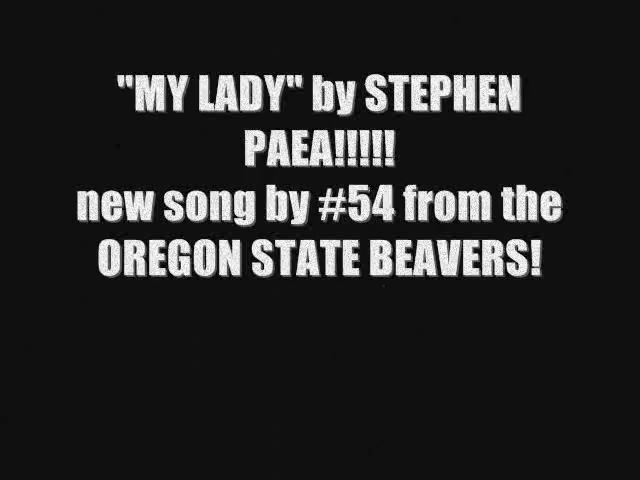 "MY LADY" by STEPHEN
PAEA!!!!!
new song by #54 from the
OREGON STATE BEAVERS!